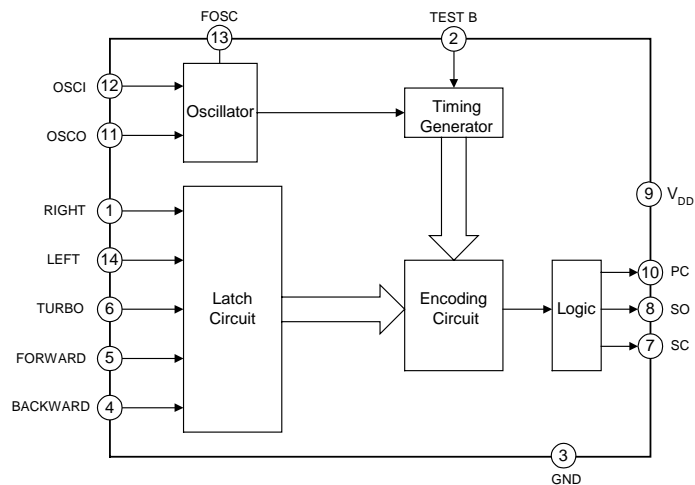 FOSC
TEST B
13
2
OSCI
12
Oscillator
Timing
Generator
OSCO
11
RIGHT
1
9
VDD
LEFT
14
Latch
Circuit
Encoding
Circuit
Logic
10
PC
TURBO
6
8
SO
FORWARD
5
7
SC
BACKWARD
4
3
GND